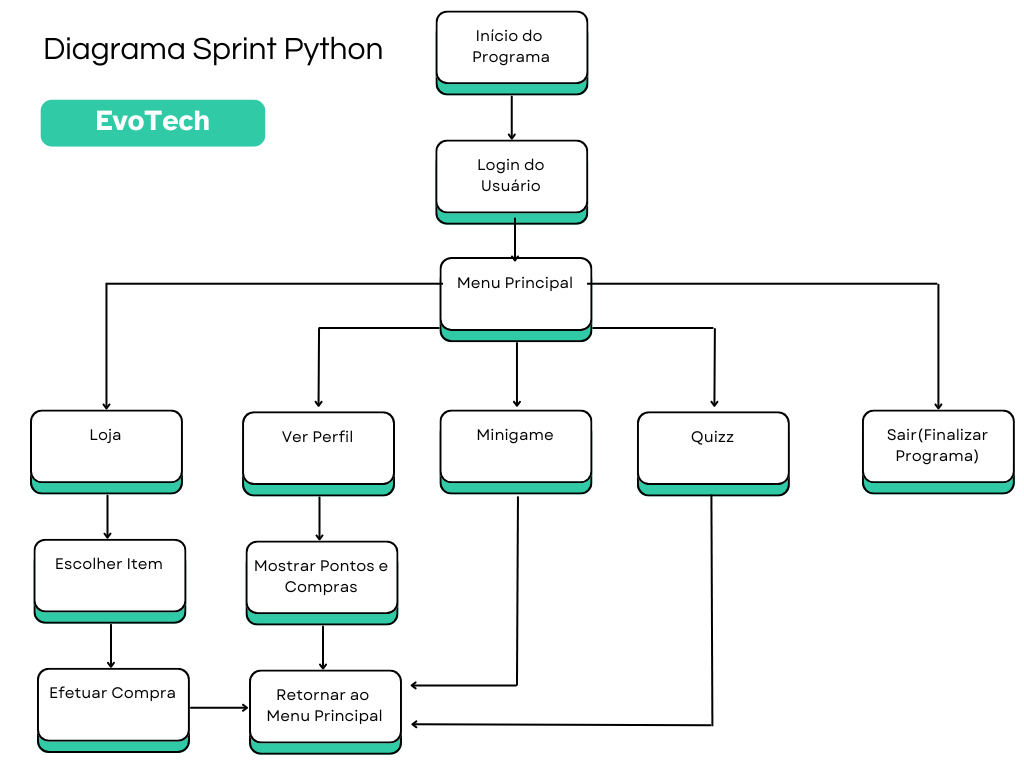 Diagrama Sprint Python
EvoTech
Início do
Programa
Login do
Usuário
Menu Principal
Loja
Ver Perfil
Minigame
Quizz
Sair(Finalizar
Programa)
Escolher Item
Mostrar Pontos e
Compras
Efetuar Compra
Retornar ao
Menu Principal